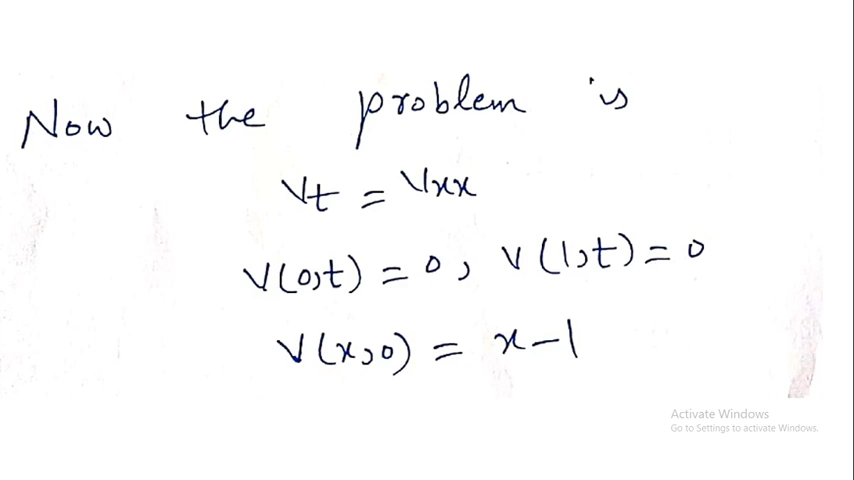 Now the problem is
Vt = Vxx
V(0,t) = 0, V(1,t) = 0
V(x,0) = x-1
Activate Windows
Go to Settings to activate Windows.